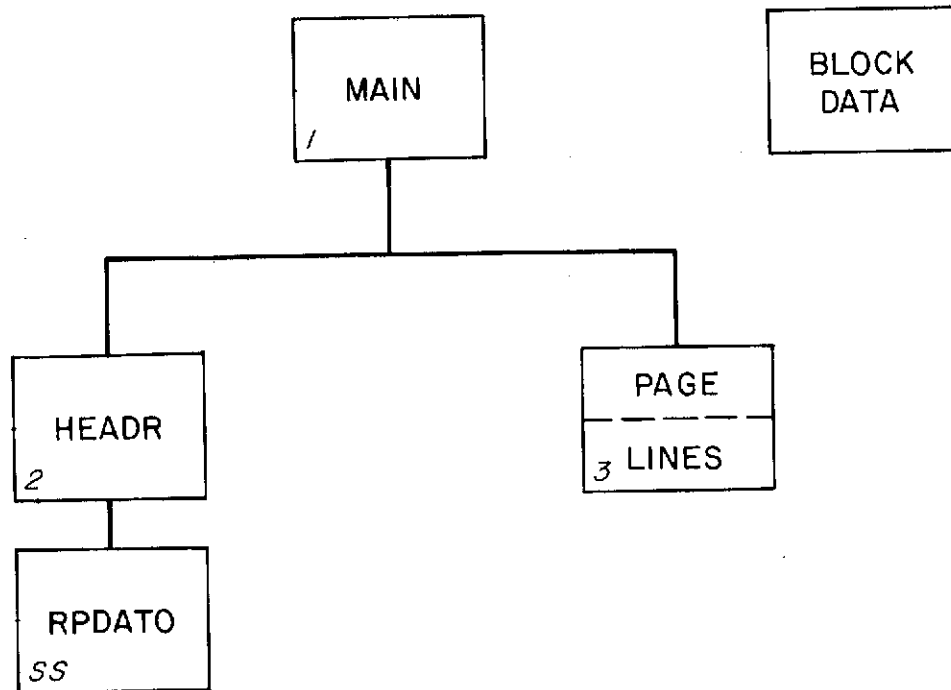 MAIN
1
BLOCK
DATA
HEADR
2
PAGE
LINES
3
RPDATO
SS